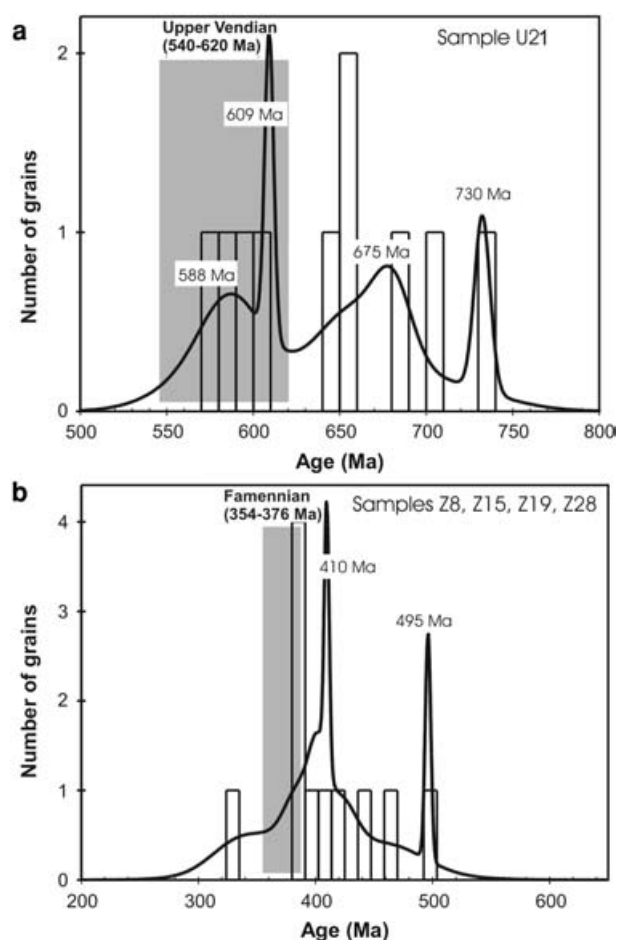 a
Upper Vendian
(540-620 Ma)
Sample U21
2
609 Ma
730 Ma
1
675 Ma
588 Ma
0
Number of grains
500 550 600 650 700 750 800
Age (Ma)
b
Famennian
(354-376 Ma)
Samples Z8, Z15, Z19, Z28
4
410 Ma
3
495 Ma
2
1
0
Number of grains
200 300 400 500 600
Age (Ma)